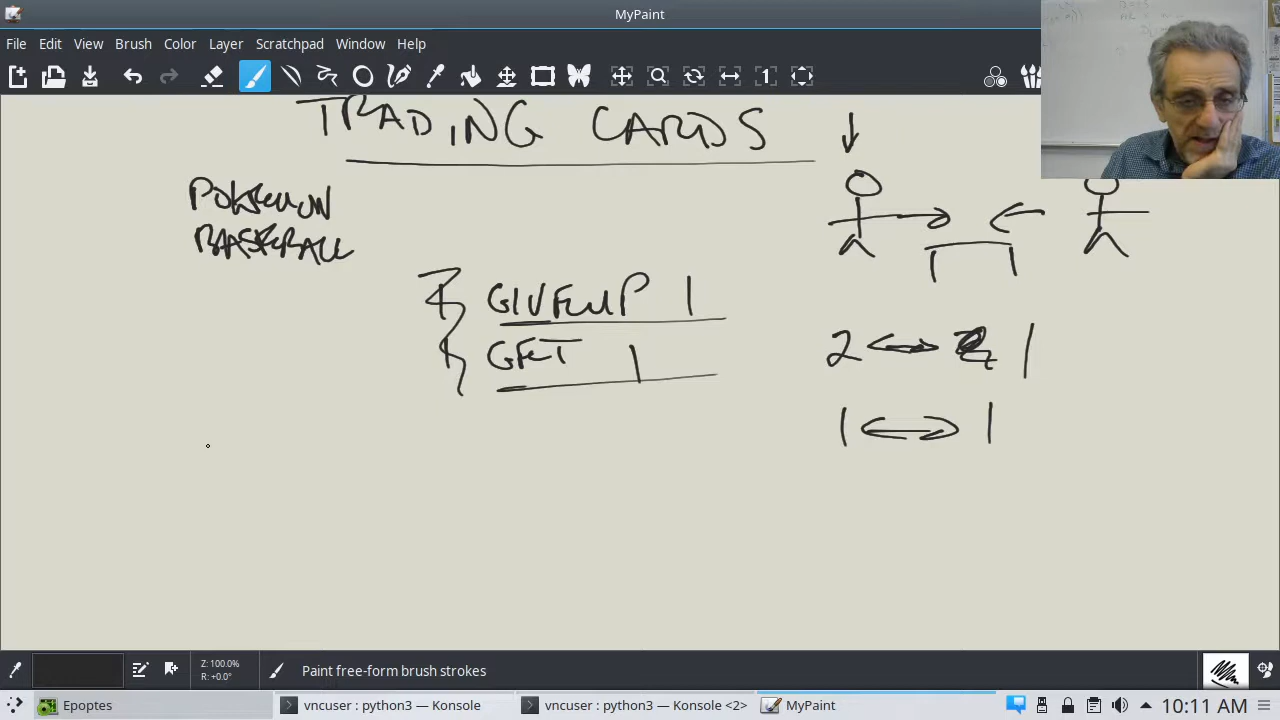 MyPaint
File Edit View Brush Color Layer Scratchpad Window Help
TRADING CARDS
POKEMON
BASEBALL
GIVEUP 1
GET 1
2 1
1 1
Z: 100.0%
R: +0.0°
Paint free-form brush strokes
Epoptes
vncuser : python3 — Konsole
vncuser : python3 — Konsole <2>
MyPaint
10:11 AM